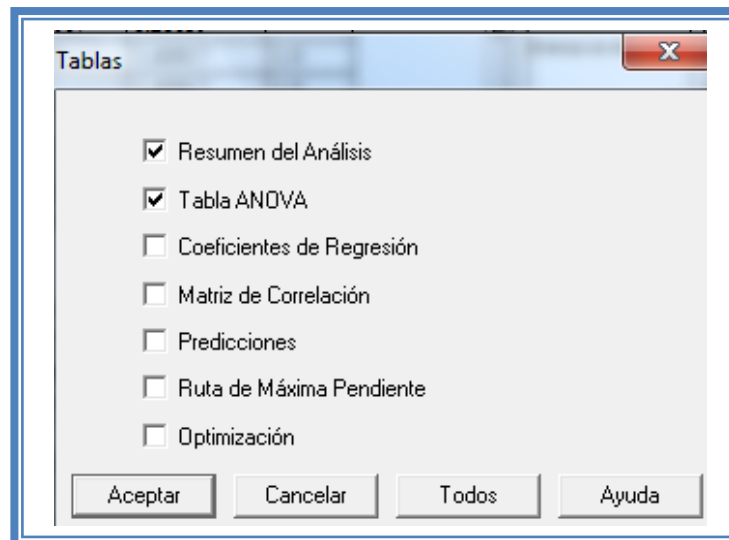 Tablas
Resumen del Análisis
Tabla ANOVA
Coeficientes de Regresión
Matriz de Correlación
Predicciones
Ruta de Máxima Pendiente
Optimización
Aceptar Cancelar Todos Ayuda